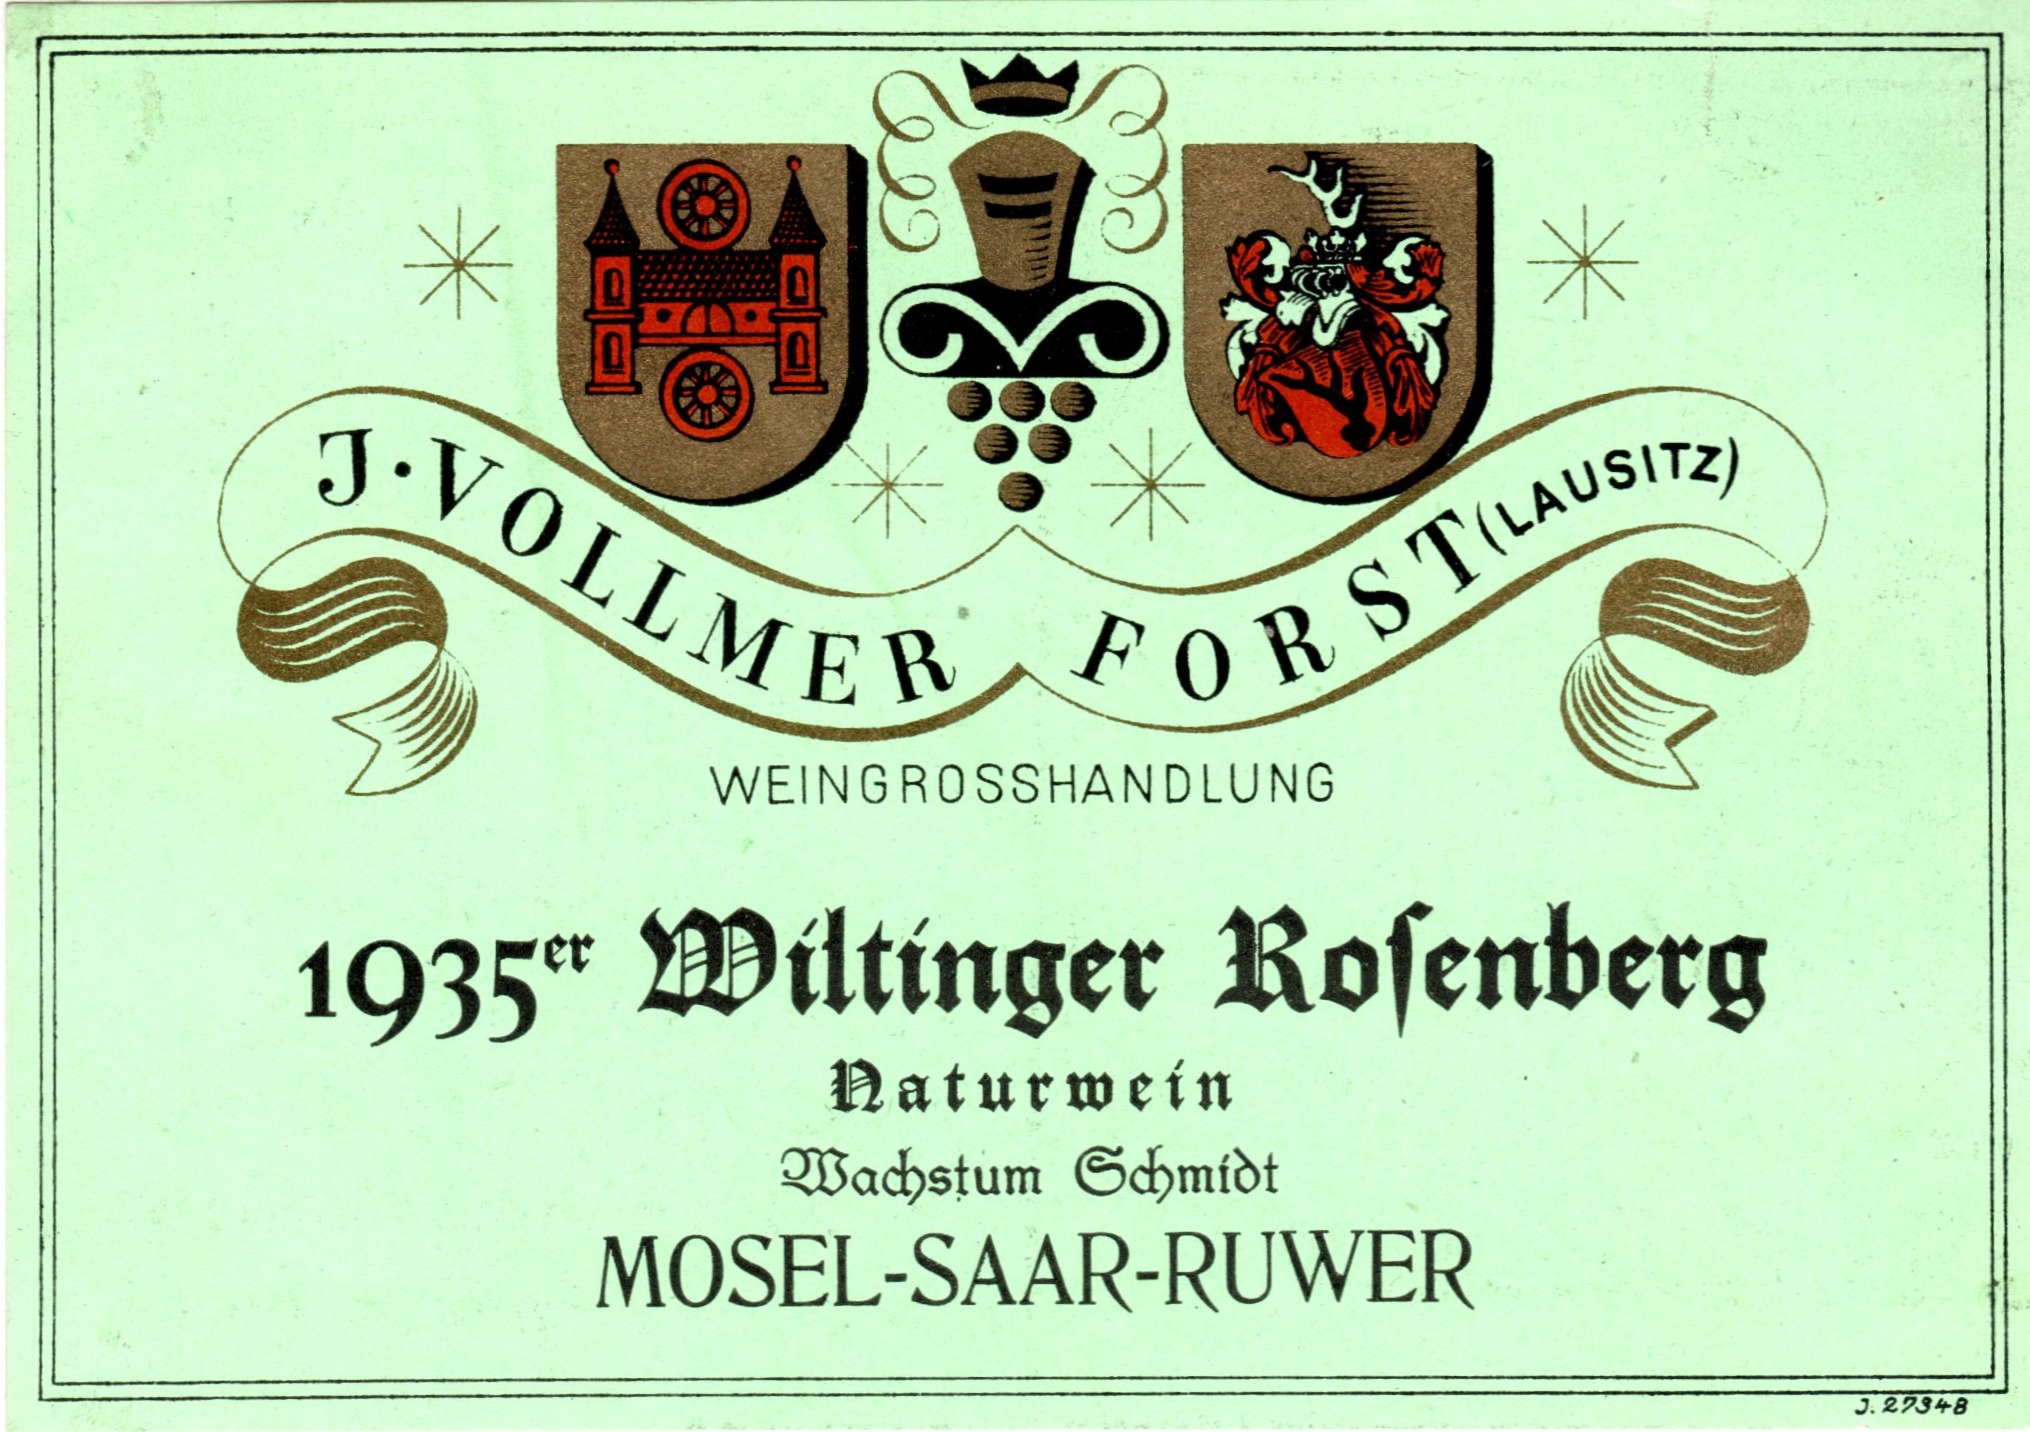 J. VOLLMER FORST (LAUSITZ)
WEINGROSSHANDLUNG
1935er Wiltinger Roſenberg
Naturwein
Wachstum Schmidt
MOSEL-SAAR-RUWER
J. 27348